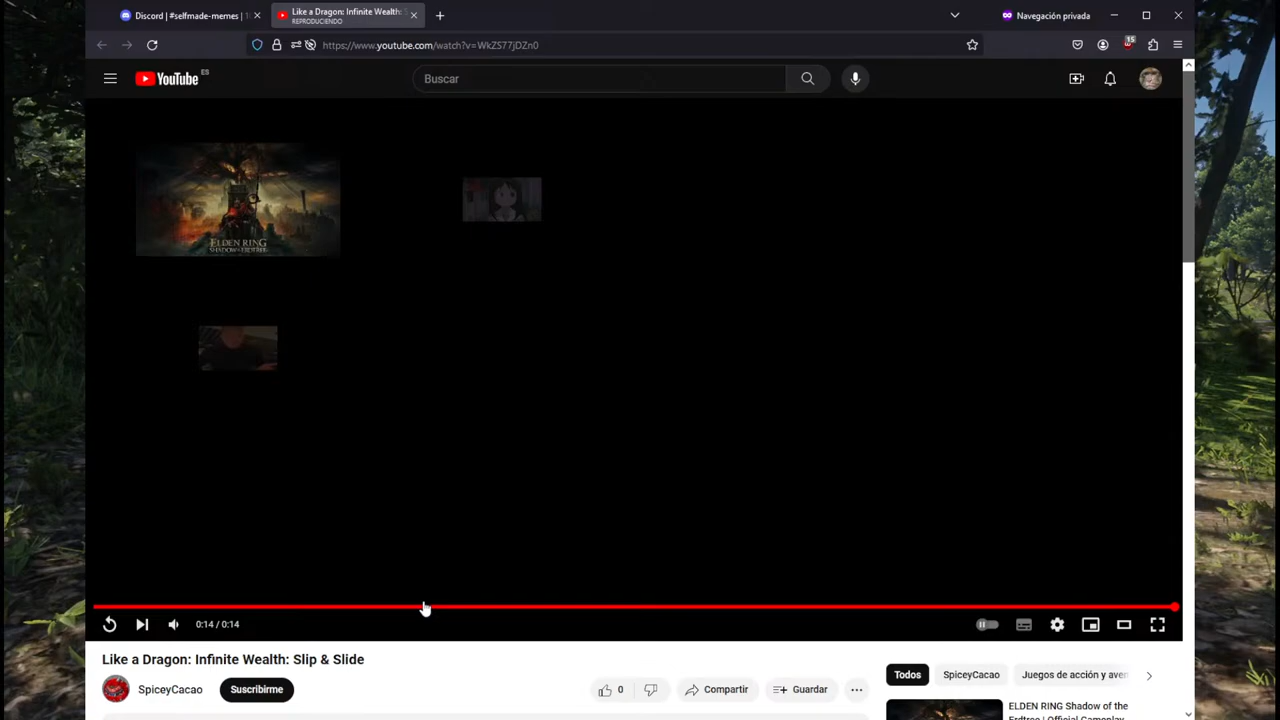 Discord | #selfmade-memes | 1
Like a Dragon: Infinite Wealth: S
REPRODUCIENDO
Navegación privada
https://www.youtube.com/watch?v=WkZS77jDZn0
15
YouTube ES
Buscar
ELDEN RING
SHADOW OF THE ERDTREE
0:14 / 0:14
Like a Dragon: Infinite Wealth: Slip & Slide
SpiceyCacao
Suscribirme
0
Compartir
Guardar
Todos
SpiceyCacao
Juegos de acción y aven
ELDEN RING Shadow of the
Erdtree | Official Gameplay